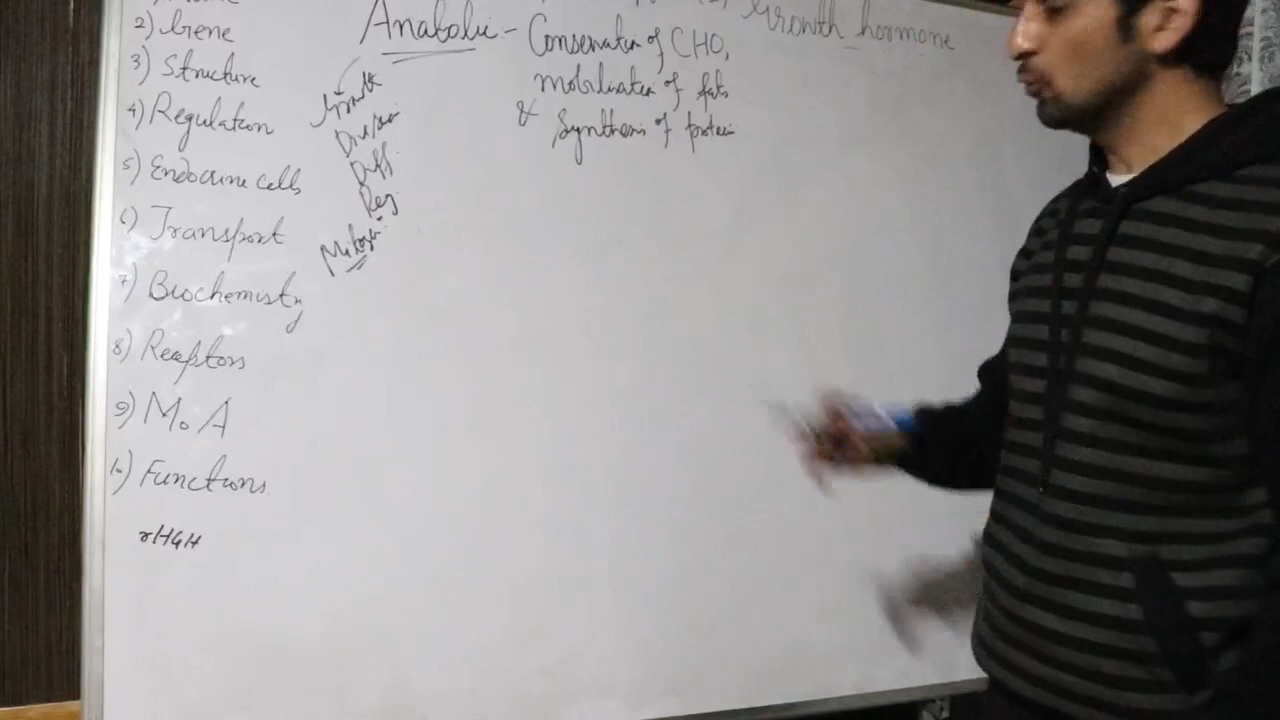 Growth hormone
2) Gene
3) Structure
4) Regulation
5) Endocrine cells
6) Transport
7) Biochemistry
8) Receptors
9) MoA
10) Functions
rHGH
Anabolic - Conservation of CHO,
mobilisation of fats
& Synthesis of protein
Growth
Division
Diff.
Reg.